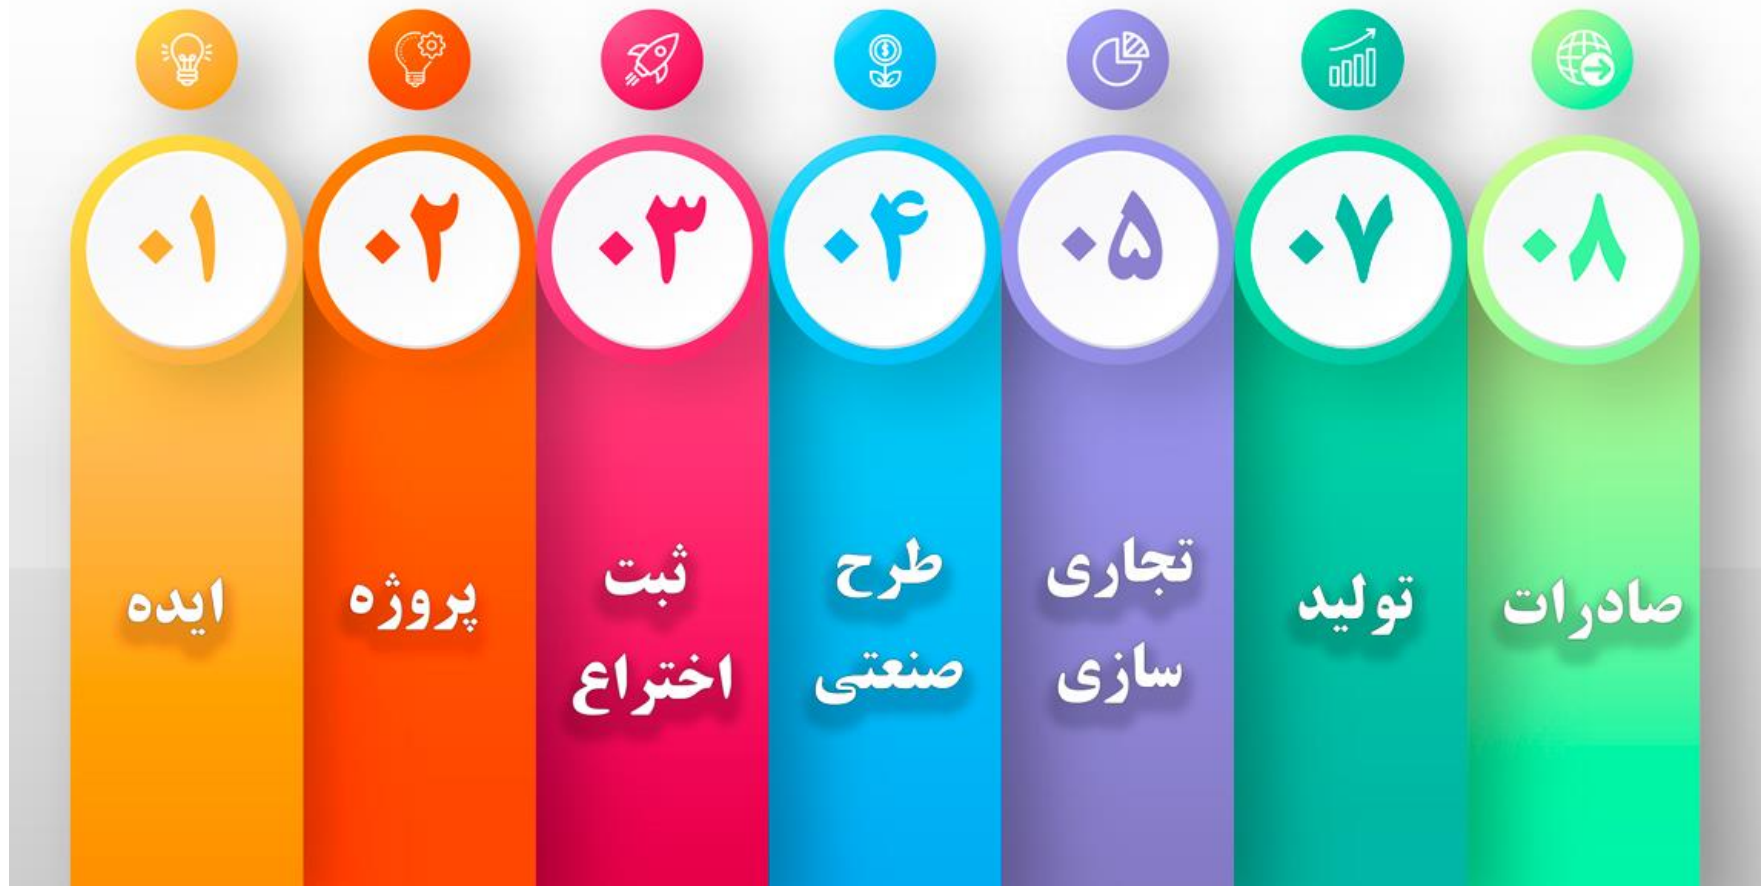 ۰۱
ایده
۰۲
پروژه
۰۳
ثبت
اختراع
۰۴
طرح
صنعتی
۰۵
تجاری
سازی
۰۷
تولید
۰۸
صادرات